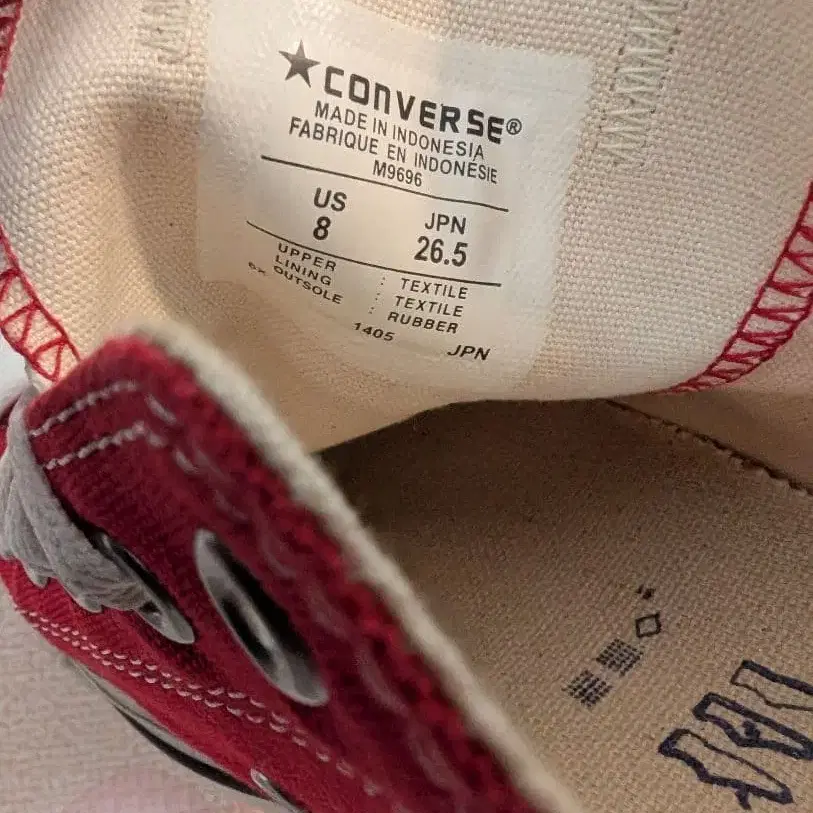 ★CONVERSE®
MADE IN INDONESIA
FABRIQUE EN INDONÉSIE
M9696
US JPN
8 26.5
UPPER : TEXTILE
LINING : TEXTILE
OUTSOLE : RUBBER
1405 JPN